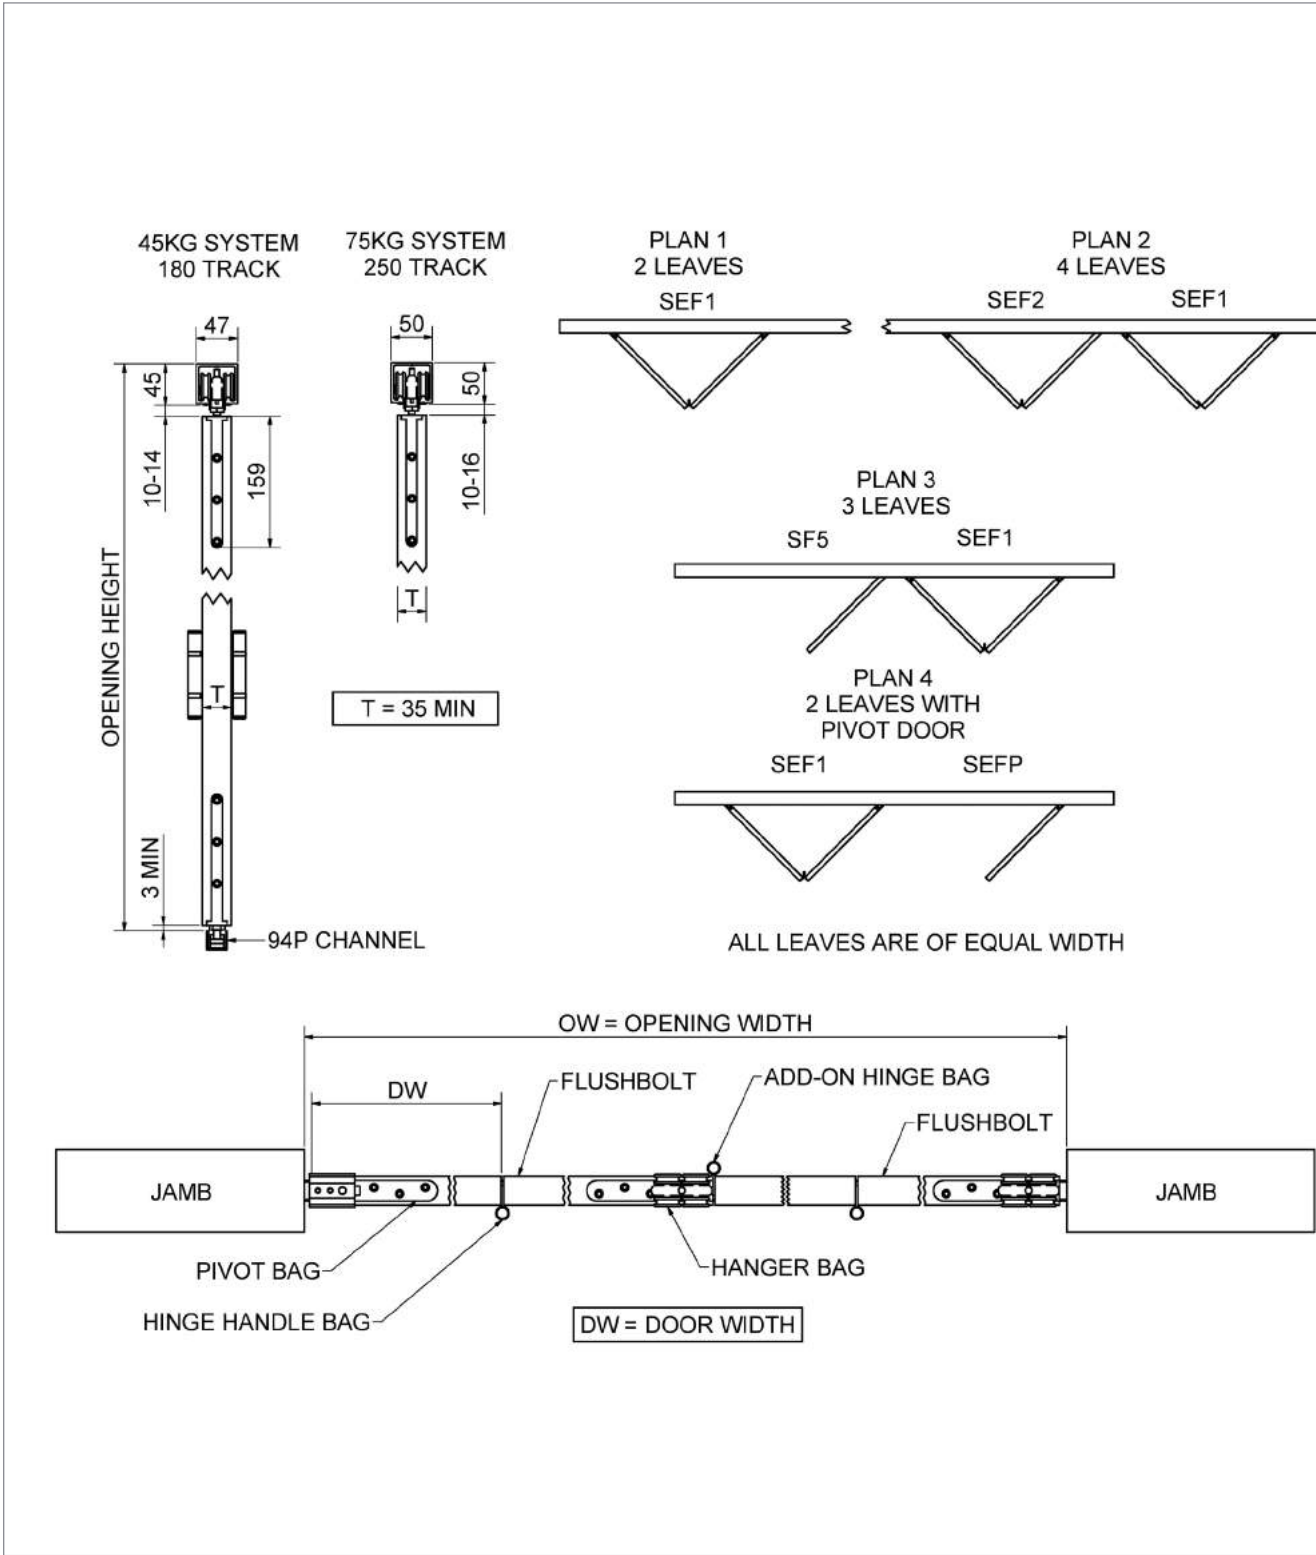 45KG SYSTEM
180 TRACK
75KG SYSTEM
250 TRACK
PLAN 1
2 LEAVES
SEF1
PLAN 2
4 LEAVES
SEF2
SEF1
47
50
45
50
10-14
159
10-16
OPENING HEIGHT
T
T
T = 35 MIN
3 MIN
94P CHANNEL
PLAN 3
3 LEAVES
SF5
SEF1
PLAN 4
2 LEAVES WITH
PIVOT DOOR
SEF1
SEFP
ALL LEAVES ARE OF EQUAL WIDTH
OW = OPENING WIDTH
DW
FLUSHBOLT
ADD-ON HINGE BAG
FLUSHBOLT
JAMB
JAMB
PIVOT BAG
HANGER BAG
HINGE HANDLE BAG
DW = DOOR WIDTH